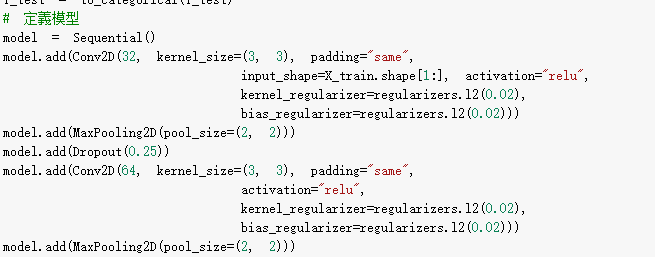 Y_test = to_categorical(Y_test)
# 定義模型
model = Sequential()
model.add(Conv2D(32, kernel_size=(3, 3), padding="same",
input_shape=X_train.shape[1:], activation="relu",
kernel_regularizer=regularizers.l2(0.02),
bias_regularizer=regularizers.l2(0.02)))
model.add(MaxPooling2D(pool_size=(2, 2)))
model.add(Dropout(0.25))
model.add(Conv2D(64, kernel_size=(3, 3), padding="same",
activation="relu",
kernel_regularizer=regularizers.l2(0.02),
bias_regularizer=regularizers.l2(0.02)))
model.add(MaxPooling2D(pool_size=(2, 2)))